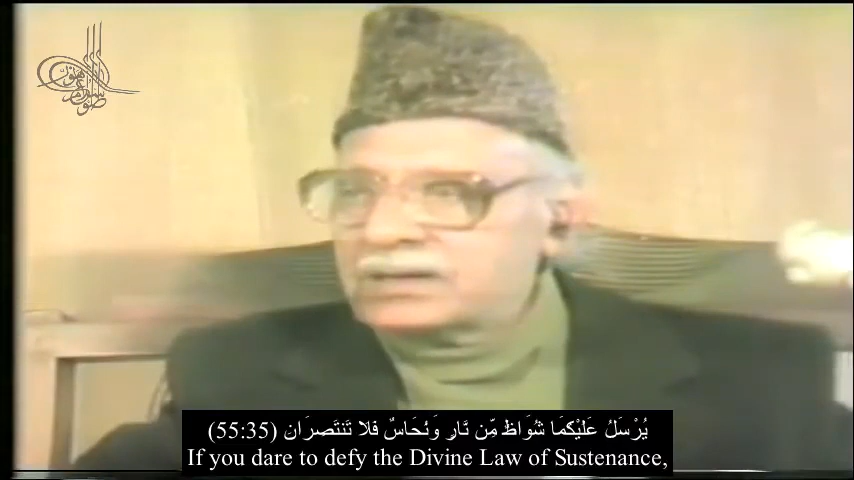 يُرْسَلُ عَلَيْكُمَا شُوَاظٌ مِّن نَّارٍ وَنُحَاسٌ فَلَا تَنتَصِرَانِ (55:35)
If you dare to defy the Divine Law of Sustenance,